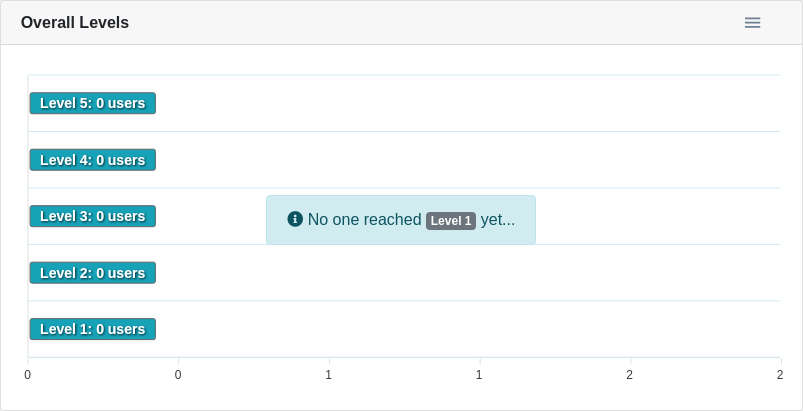 Overall Levels
Level 5: 0 users
Level 4: 0 users
Level 3: 0 users
No one reached Level 1 yet...
Level 2: 0 users
Level 1: 0 users
0 0 1 1 2 2